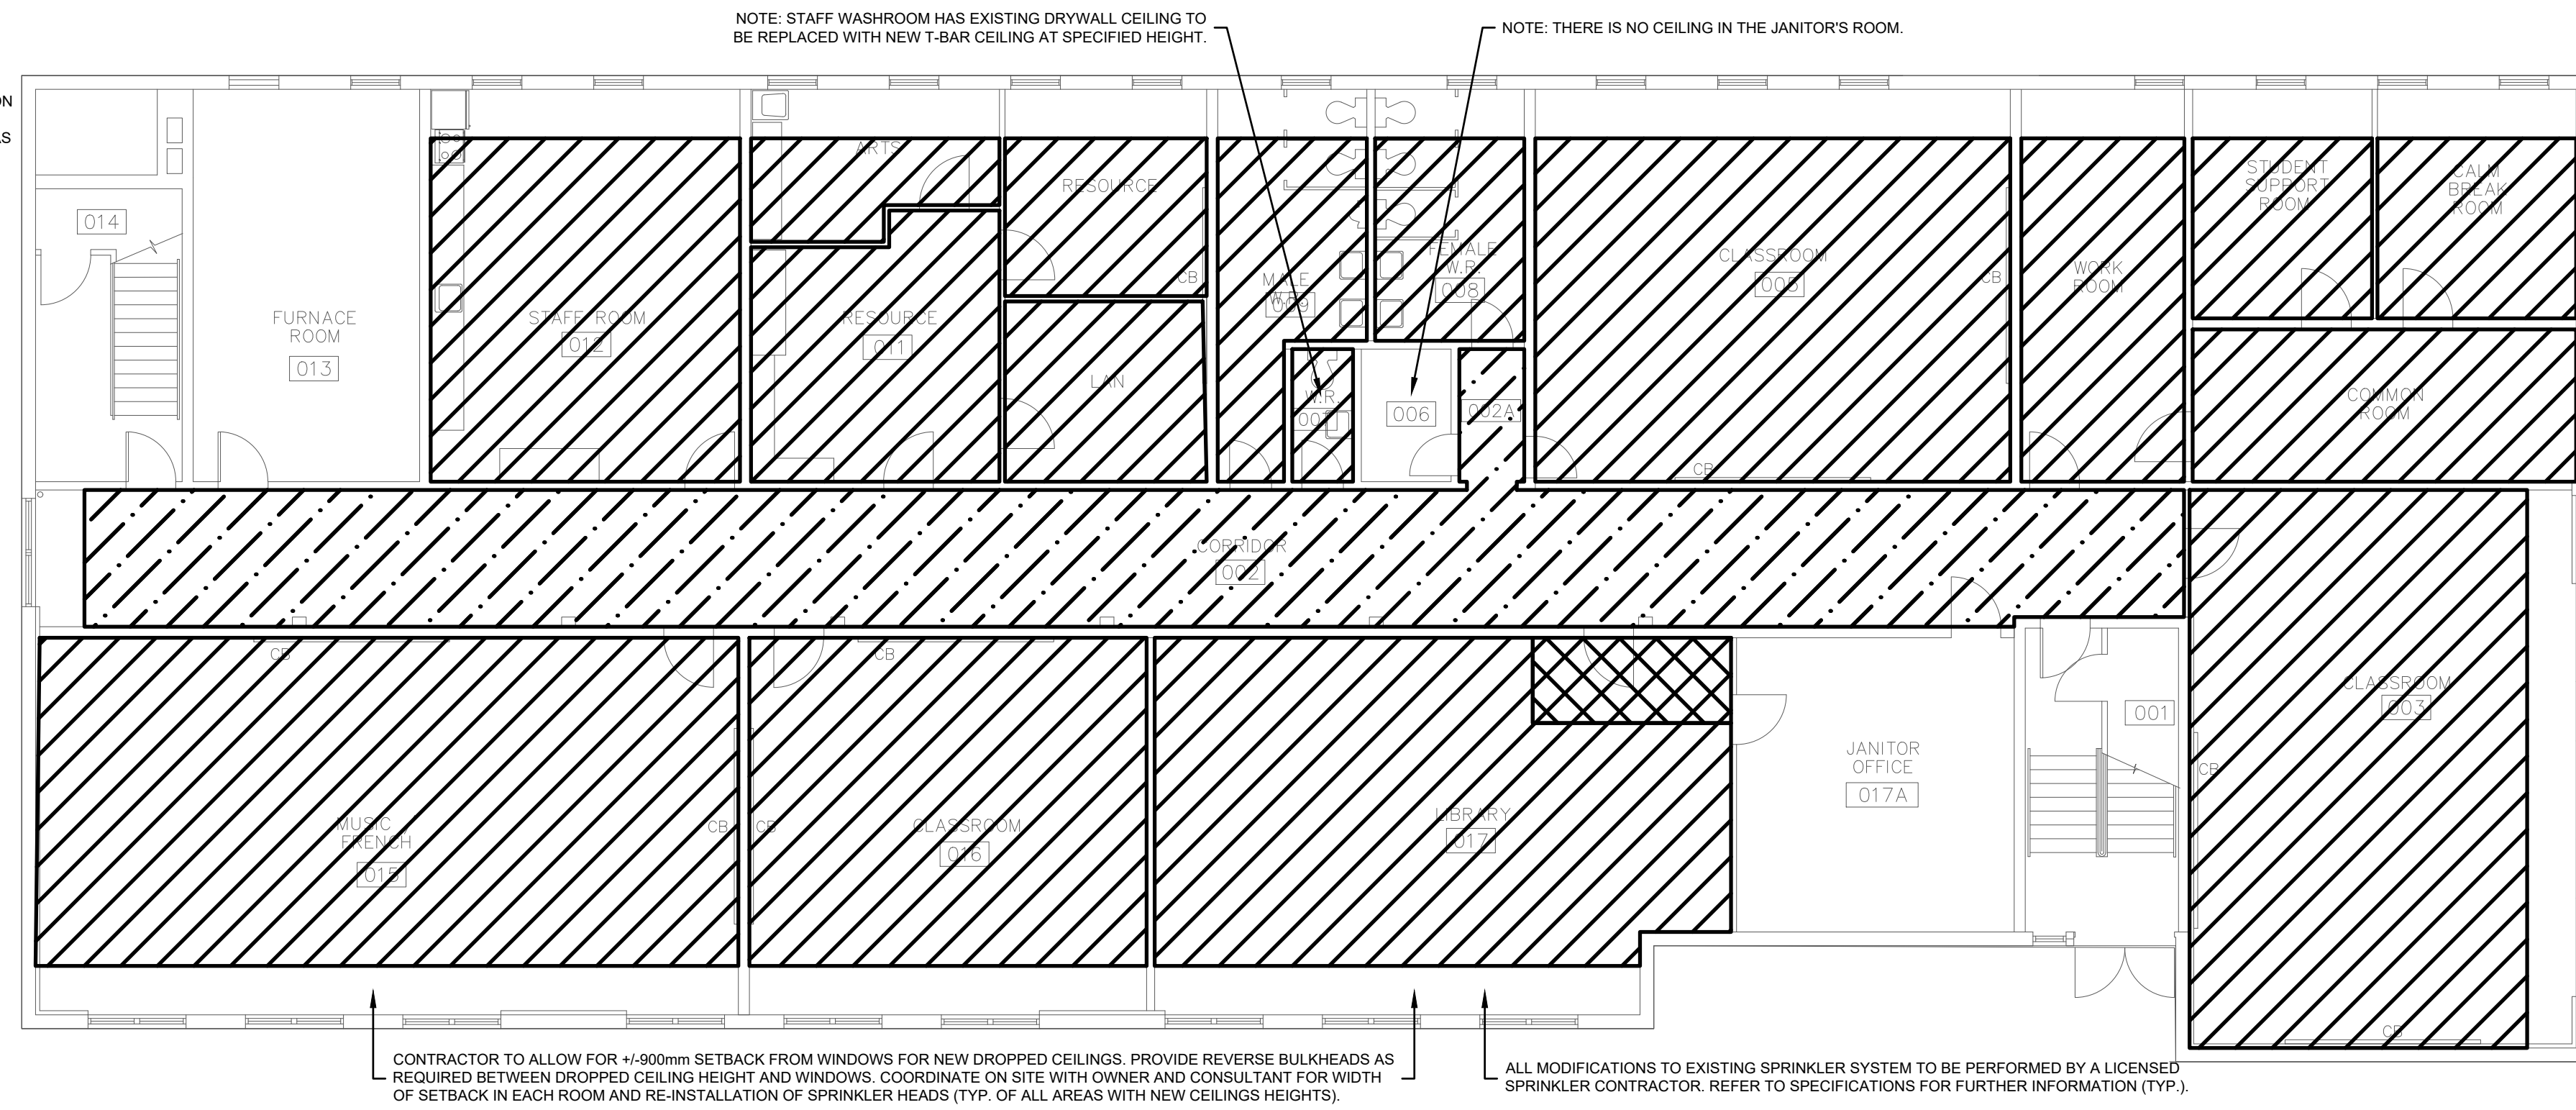 NOTE: STAFF WASHROOM HAS EXISTING DRYWALL CEILING TO
BE REPLACED WITH NEW T-BAR CEILING AT SPECIFIED HEIGHT.
NOTE: THERE IS NO CEILING IN THE JANITOR'S ROOM.
ON
AS
014
FURNACE
ROOM
013
STAFF ROOM
012
ARTS
RESOURCE
011
RESOURCE
CB
LAN
MALE
W.R.
009
FEMALE
W.R.
008
W.R.
007
006
002A
CLASSROOM
005
CB
CB
WORK
ROOM
STUDENT
SUPPORT
ROOM
CALM
BREAK
ROOM
COMMON
ROOM
CORRIDOR
002
CB
MUSIC
FRENCH
015
CB
CB
CB
CLASSROOM
016
LIBRARY
017
JANITOR
OFFICE
017A
001
CLASSROOM
003
CB
CB
CONTRACTOR TO ALLOW FOR +/-900mm SETBACK FROM WINDOWS FOR NEW DROPPED CEILINGS. PROVIDE REVERSE BULKHEADS AS
REQUIRED BETWEEN DROPPED CEILING HEIGHT AND WINDOWS. COORDINATE ON SITE WITH OWNER AND CONSULTANT FOR WIDTH
OF SETBACK IN EACH ROOM AND RE-INSTALLATION OF SPRINKLER HEADS (TYP. OF ALL AREAS WITH NEW CEILINGS HEIGHTS).
ALL MODIFICATIONS TO EXISTING SPRINKLER SYSTEM TO BE PERFORMED BY A LICENSED
SPRINKLER CONTRACTOR. REFER TO SPECIFICATIONS FOR FURTHER INFORMATION (TYP.).